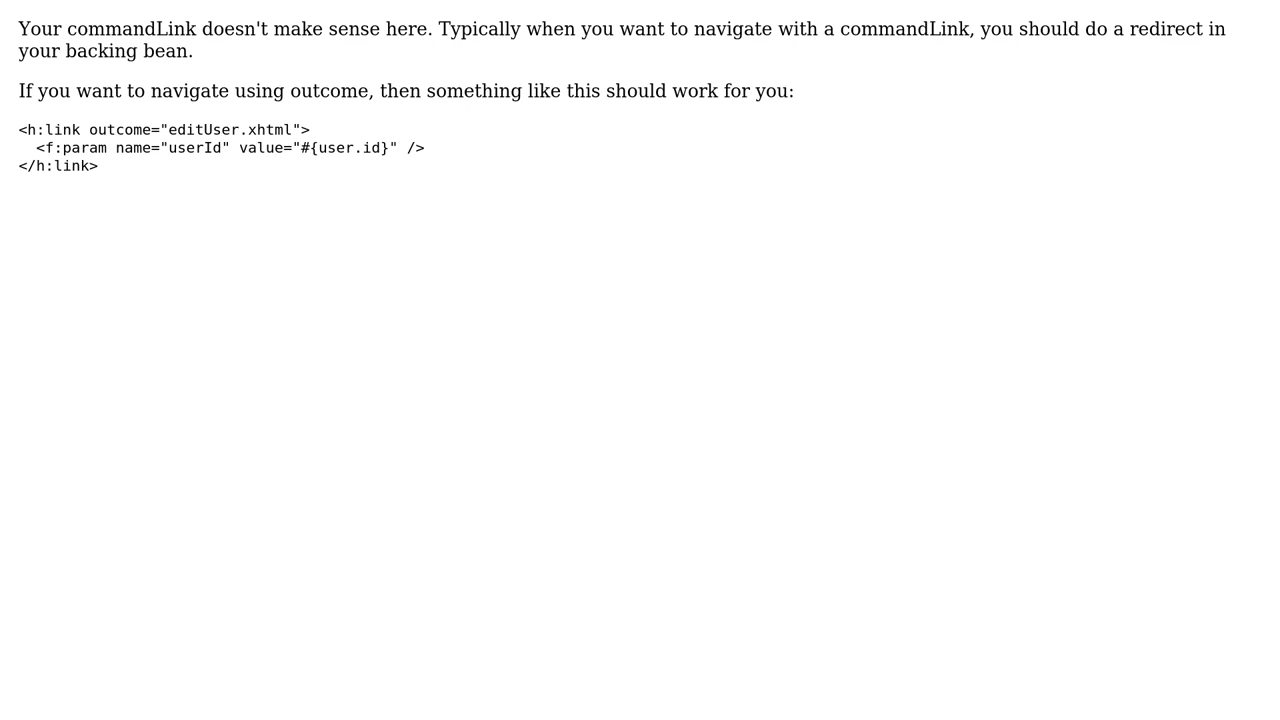 Your commandLink doesn't make sense here. Typically when you want to navigate with a commandLink, you should do a redirect in
your backing bean.
If you want to navigate using outcome, then something like this should work for you:
<h:link outcome="editUser.xhtml">
  <f:param name="userId" value="#{user.id}" />
</h:link>